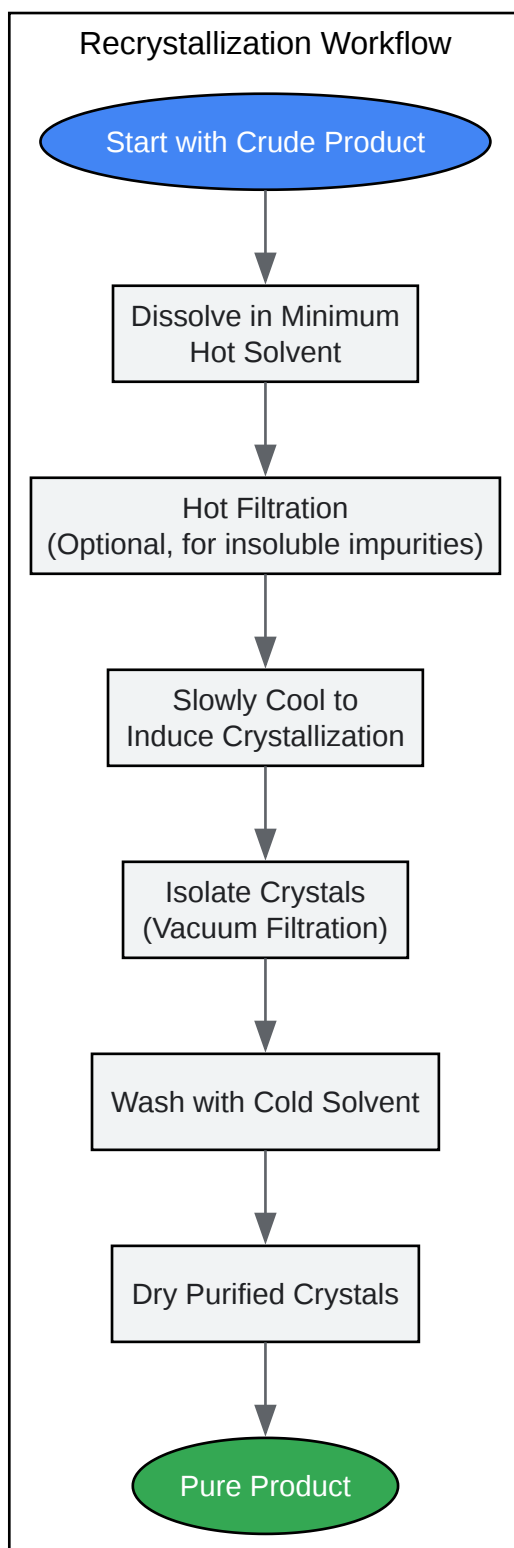 Recrystallization Workflow
Start with Crude Product
Dissolve in Minimum
Hot Solvent
Hot Filtration
(Optional, for insoluble impurities)
Slowly Cool to
Induce Crystallization
Isolate Crystals
(Vacuum Filtration)
Wash with Cold Solvent
Dry Purified Crystals
Pure Product